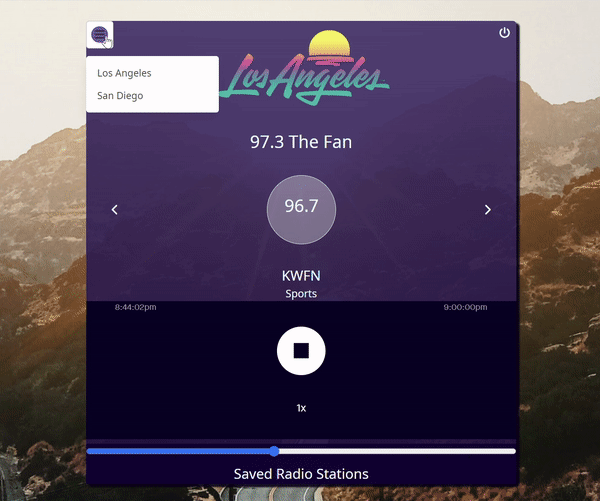 Los Angeles
San Diego
Los Angeles
97.3 The Fan
96.7
KWFN
Sports
8:44:02pm
9:00:00pm
1x
Saved Radio Stations